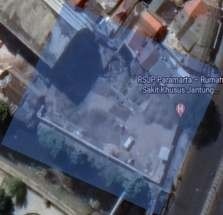 RSJP Paramarta - Rumah
Sakit Khusus Jantung
H